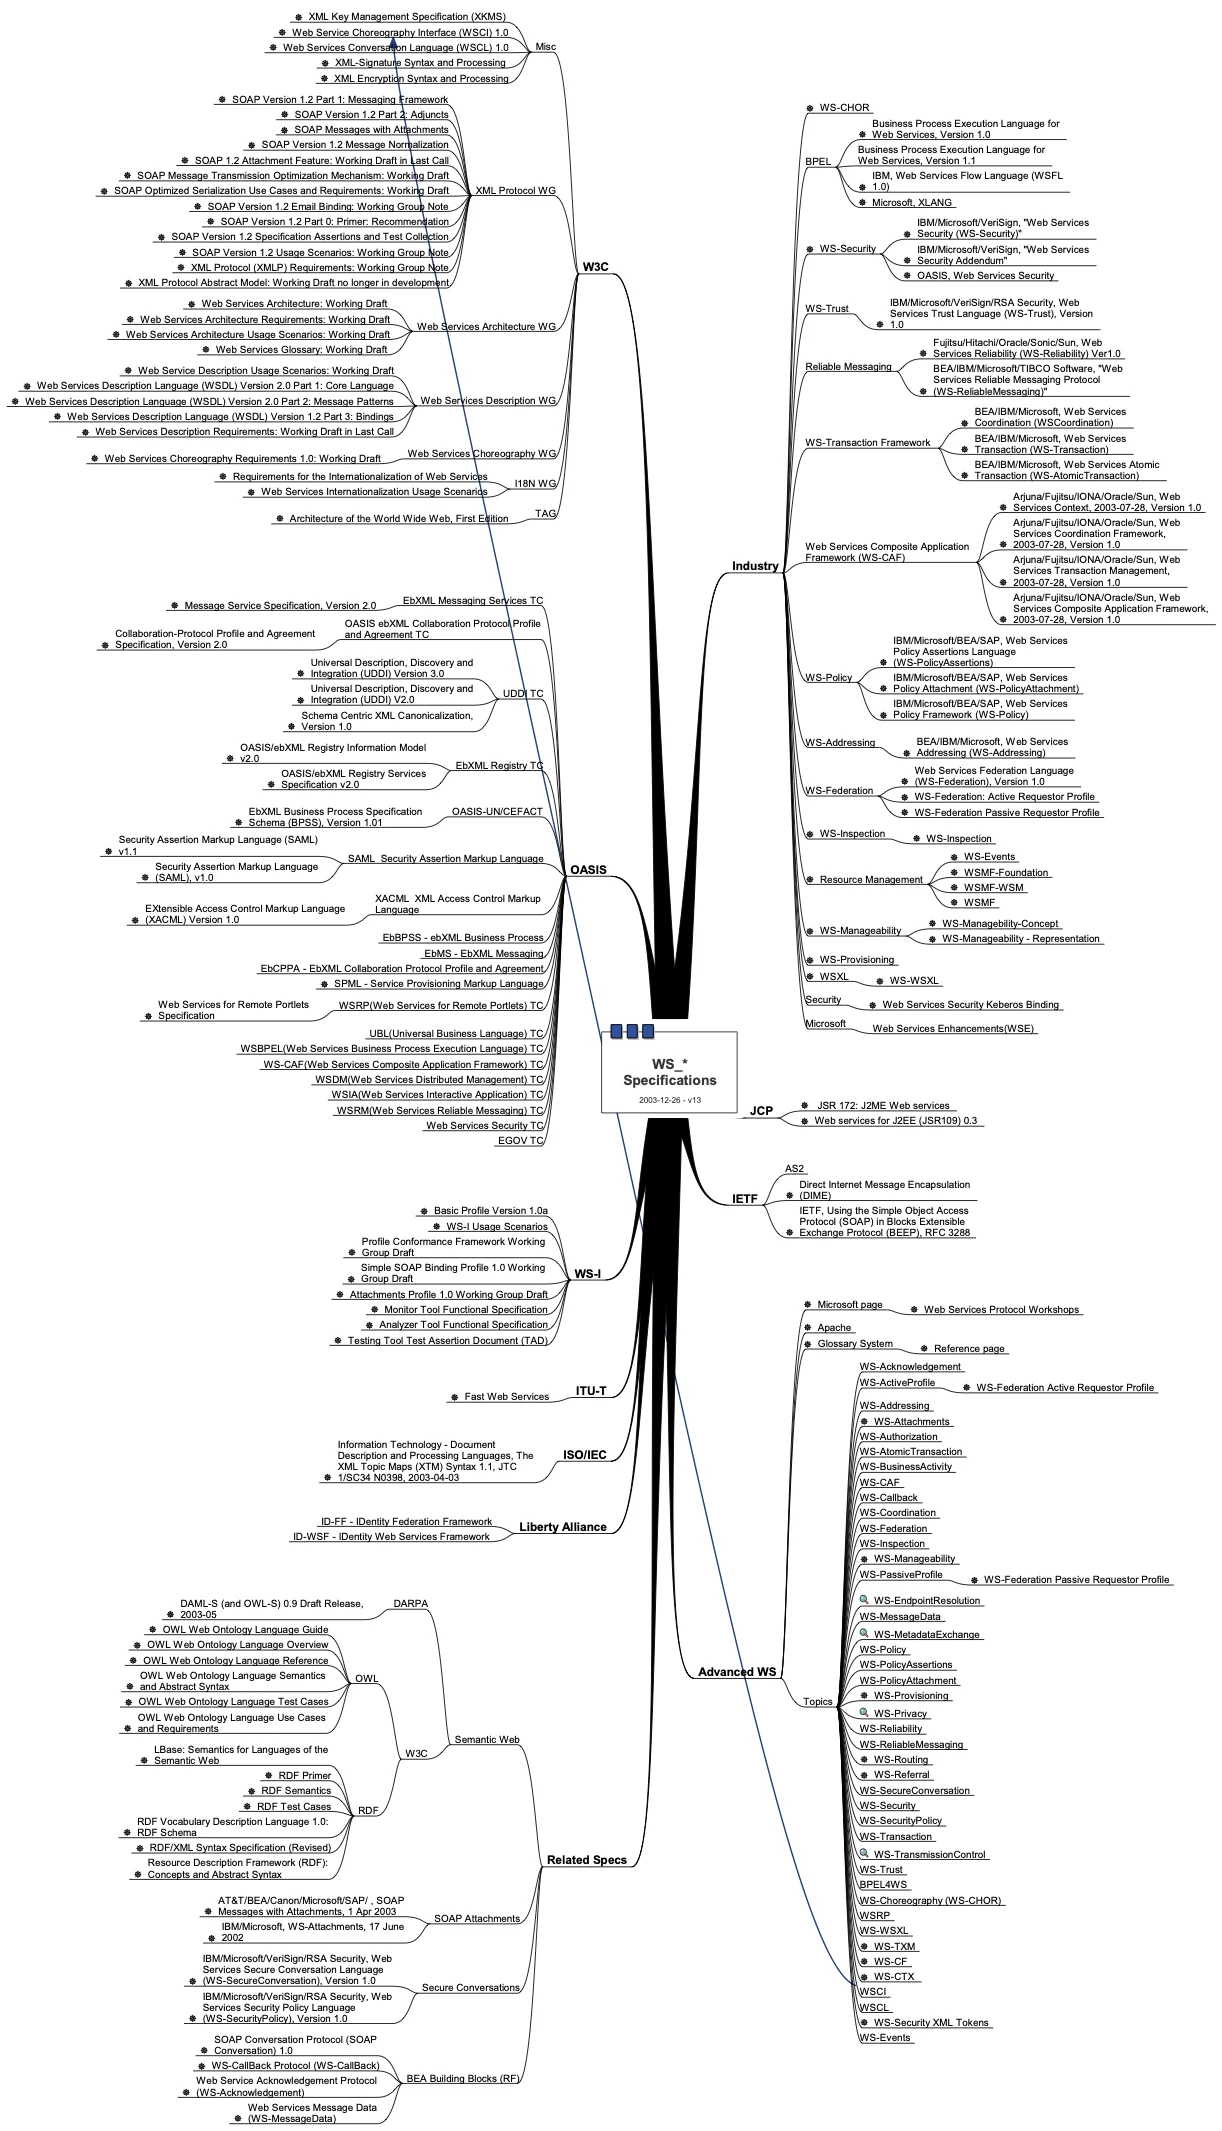 XML Key Management Specification (XKMS)
Web Service Choreography Interface (WSCI) 1.0
Web Services Conversation Language (WSCL) 1.0
XML-Signature Syntax and Processing
XML Encryption Syntax and Processing
Misc
SOAP Version 1.2 Part 1: Messaging Framework
SOAP Version 1.2 Part 2: Adjuncts
SOAP Messages with Attachments
SOAP Version 1.2 Message Normalization
SOAP 1.2 Attachment Feature: Working Draft in Last Call
SOAP Message Transmission Optimization Mechanism: Working Draft
SOAP Optimized Serialization Use Cases and Requirements: Working Draft
SOAP Version 1.2 Email Binding: Working Group Note
SOAP Version 1.2 Part 0: Primer: Recommendation
SOAP Version 1.2 Specification Assertions and Test Collection
SOAP Version 1.2 Usage Scenarios: Working Group Note
XML Protocol (XMLP) Requirements: Working Group Note
XML Protocol Abstract Model: Working Draft no longer in development
XML Protocol WG
Web Services Architecture: Working Draft
Web Services Architecture Requirements: Working Draft
Web Services Architecture Usage Scenarios: Working Draft
Web Services Glossary: Working Draft
Web Services Architecture WG
Web Service Description Usage Scenarios: Working Draft
Web Services Description Language (WSDL) Version 2.0 Part 1: Core Language
Web Services Description Language (WSDL) Version 2.0 Part 2: Message Patterns
Web Services Description Language (WSDL) Version 1.2 Part 3: Bindings
Web Services Description Requirements: Working Draft in Last Call
Web Services Description WG
Web Services Choreography Requirements 1.0: Working Draft
Web Services Choreography WG
Requirements for the Internationalization of Web Services
Web Services Internationalization Usage Scenarios
I18N WG
Architecture of the World Wide Web, First Edition
TAG
W3C
Message Service Specification, Version 2.0
EbXML Messaging Services TC
Collaboration-Protocol Profile and Agreement
Specification, Version 2.0
OASIS ebXML Collaboration Protocol Profile
and Agreement TC
Universal Description, Discovery and
Integration (UDDI) Version 3.0
Universal Description, Discovery and
Integration (UDDI) V2.0
Schema Centric XML Canonicalization,
Version 1.0
UDDI TC
OASIS/ebXML Registry Information Model
v2.0
OASIS/ebXML Registry Services
Specification v2.0
EbXML Registry TC
EbXML Business Process Specification
Schema (BPSS), Version 1.01
OASIS-UN/CEFACT
Security Assertion Markup Language (SAML)
v1.1
Security Assertion Markup Language
(SAML), v1.0
SAML Security Assertion Markup Language
EXtensible Access Control Markup Language
(XACML) Version 1.0
XACML XML Access Control Markup
Language
EbBPSS - ebXML Business Process
EbMS - EbXML Messaging
EbCPPA - EbXML Collaboration Protocol Profile and Agreement
SPML - Service Provisioning Markup Language
Web Services for Remote Portlets
Specification
WSRP(Web Services for Remote Portlets) TC
UBL(Universal Business Language) TC
WSBPEL(Web Services Business Process Execution Language) TC
WS-CAF(Web Services Composite Application Framework) TC
WSDM(Web Services Distributed Management) TC
WSIA(Web Services Interactive Application) TC
WSRM(Web Services Reliable Messaging) TC
Web Services Security TC
EGOV TC
OASIS
Basic Profile Version 1.0a
WS-I Usage Scenarios
Profile Conformance Framework Working
Group Draft
Simple SOAP Binding Profile 1.0 Working
Group Draft
Attachments Profile 1.0 Working Group Draft
Monitor Tool Functional Specification
Analyzer Tool Functional Specification
Testing Tool Test Assertion Document (TAD)
WS-I
Fast Web Services
ITU-T
Information Technology - Document
Description and Processing Languages, The
XML Topic Maps (XTM) Syntax 1.1, JTC
1/SC34 N0398, 2003-04-03
ISO/IEC
ID-FF - IDentity Federation Framework
ID-WSF - IDentity Web Services Framework
Liberty Alliance
DAML-S (and OWL-S) 0.9 Draft Release,
2003-05
DARPA
OWL Web Ontology Language Guide
OWL Web Ontology Language Overview
OWL Web Ontology Language Reference
OWL Web Ontology Language Semantics
and Abstract Syntax
OWL Web Ontology Language Test Cases
OWL Web Ontology Language Use Cases
and Requirements
OWL
LBase: Semantics for Languages of the
Semantic Web
RDF Primer
RDF Semantics
RDF Test Cases
RDF Vocabulary Description Language 1.0:
RDF Schema
RDF/XML Syntax Specification (Revised)
Resource Description Framework (RDF):
Concepts and Abstract Syntax
RDF
W3C
Semantic Web
AT&T/BEA/Canon/Microsoft/SAP/ , SOAP
Messages with Attachments, 1 Apr 2003
IBM/Microsoft, WS-Attachments, 17 June
2002
SOAP Attachments
IBM/Microsoft/VeriSign/RSA Security, Web
Services Secure Conversation Language
(WS-SecureConversation), Version 1.0
IBM/Microsoft/VeriSign/RSA Security, Web
Services Security Policy Language
(WS-SecurityPolicy), Version 1.0
Secure Conversations
SOAP Conversation Protocol (SOAP
Conversation) 1.0
WS-CallBack Protocol (WS-CallBack)
Web Service Acknowledgement Protocol
(WS-Acknowledgement)
Web Services Message Data
(WS-MessageData)
BEA Building Blocks (RF)
Related Specs
WS_*
Specifications
2003-12-26 - v13
Industry
WS-CHOR
BPEL
Business Process Execution Language for
Web Services, Version 1.0
Business Process Execution Language for
Web Services, Version 1.1
IBM, Web Services Flow Language (WSFL
1.0)
Microsoft, XLANG
WS-Security
IBM/Microsoft/VeriSign, "Web Services
Security (WS-Security)"
IBM/Microsoft/VeriSign, "Web Services
Security Addendum"
OASIS, Web Services Security
WS-Trust
IBM/Microsoft/VeriSign/RSA Security, Web
Services Trust Language (WS-Trust), Version
1.0
Reliable Messaging
Fujitsu/Hitachi/Oracle/Sonic/Sun, Web
Services Reliability (WS-Reliability) Ver1.0
BEA/IBM/Microsoft/TIBCO Software, "Web
Services Reliable Messaging Protocol
(WS-ReliableMessaging)"
WS-Transaction Framework
BEA/IBM/Microsoft, Web Services
Coordination (WSCoordination)
BEA/IBM/Microsoft, Web Services
Transaction (WS-Transaction)
BEA/IBM/Microsoft, Web Services Atomic
Transaction (WS-AtomicTransaction)
Web Services Composite Application
Framework (WS-CAF)
Arjuna/Fujitsu/IONA/Oracle/Sun, Web
Services Context, 2003-07-28, Version 1.0
Arjuna/Fujitsu/IONA/Oracle/Sun, Web
Services Coordination Framework,
2003-07-28, Version 1.0
Arjuna/Fujitsu/IONA/Oracle/Sun, Web
Services Transaction Management,
2003-07-28, Version 1.0
Arjuna/Fujitsu/IONA/Oracle/Sun, Web
Services Composite Application Framework,
2003-07-28, Version 1.0
WS-Policy
IBM/Microsoft/BEA/SAP, Web Services
Policy Assertions Language
(WS-PolicyAssertions)
IBM/Microsoft/BEA/SAP, Web Services
Policy Attachment (WS-PolicyAttachment)
IBM/Microsoft/BEA/SAP, Web Services
Policy Framework (WS-Policy)
WS-Addressing
BEA/IBM/Microsoft, Web Services
Addressing (WS-Addressing)
WS-Federation
Web Services Federation Language
(WS-Federation), Version 1.0
WS-Federation: Active Requestor Profile
WS-Federation Passive Requestor Profile
WS-Inspection
WS-Inspection
Resource Management
WS-Events
WSMF-Foundation
WSMF-WSM
WSMF
WS-Manageability
WS-Managebility-Concept
WS-Manageability - Representation
WS-Provisioning
WSXL
WS-WSXL
Security
Web Services Security Keberos Binding
Microsoft
Web Services Enhancements(WSE)
JCP
JSR 172: J2ME Web services
Web services for J2EE (JSR109) 0.3
IETF
AS2
Direct Internet Message Encapsulation
(DIME)
IETF, Using the Simple Object Access
Protocol (SOAP) in Blocks Extensible
Exchange Protocol (BEEP), RFC 3288
Advanced WS
Microsoft page
Web Services Protocol Workshops
Apache
Glossary System
Reference page
Topics
WS-Acknowledgement
WS-ActiveProfile
WS-Federation Active Requestor Profile
WS-Addressing
WS-Attachments
WS-Authorization
WS-AtomicTransaction
WS-BusinessActivity
WS-CAF
WS-Callback
WS-Coordination
WS-Federation
WS-Inspection
WS-Manageability
WS-PassiveProfile
WS-Federation Passive Requestor Profile
WS-EndpointResolution
WS-MessageData
WS-MetadataExchange
WS-Policy
WS-PolicyAssertions
WS-PolicyAttachment
WS-Provisioning
WS-Privacy
WS-Reliability
WS-ReliableMessaging
WS-Routing
WS-Referral
WS-SecureConversation
WS-Security
WS-SecurityPolicy
WS-Transaction
WS-TransmissionControl
WS-Trust
BPEL4WS
WS-Choreography (WS-CHOR)
WSRP
WS-WSXL
WS-TXM
WS-CF
WS-CTX
WSCI
WSCL
WS-Security XML Tokens
WS-Events